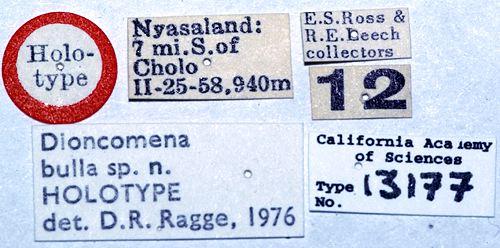 Holo-
type
Nyasaland:
7 mi.S.of
Cholo
II-25-58,940m
E.S.Ross &
R.E.Leech
collectors
12
Dioncomena
bulla sp. n.
HOLOTYPE
det. D.R. Ragge, 1976
California Academy
of Sciences
Type
No. 13177